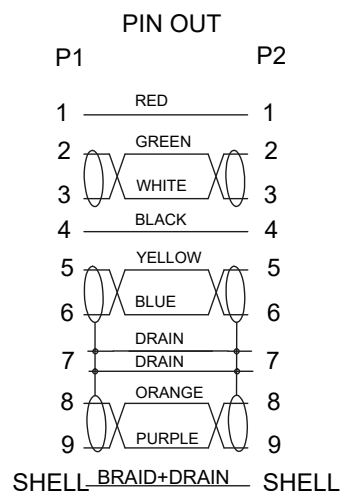 PIN OUT
P1 P2
1 RED 1
2 GREEN 2
3 WHITE 3
4 BLACK 4
5 YELLOW 5
6 BLUE 6
DRAIN
7 7
DRAIN
8 ORANGE 8
9 PURPLE 9
SHELL BRAID+DRAIN SHELL